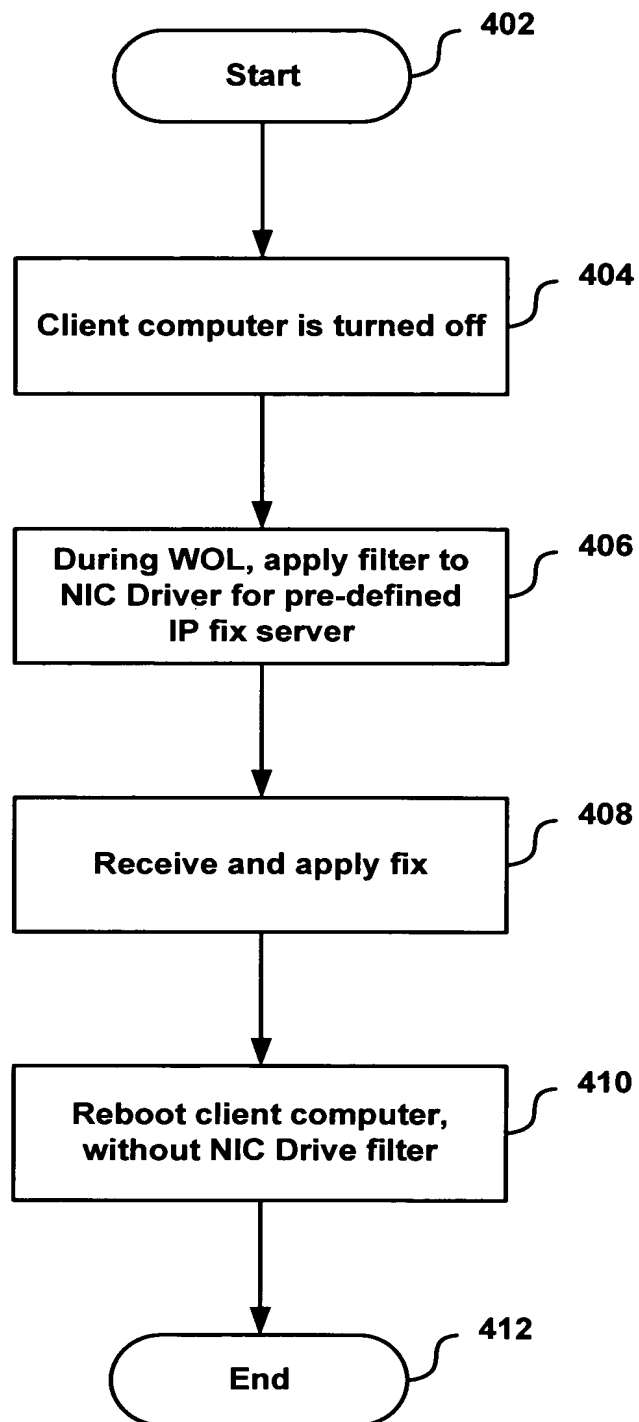 402
Start
404
Client computer is turned off
406
During WOL, apply filter to
NIC Driver for pre-defined
IP fix server
408
Receive and apply fix
410
Reboot client computer,
without NIC Drive filter
412
End